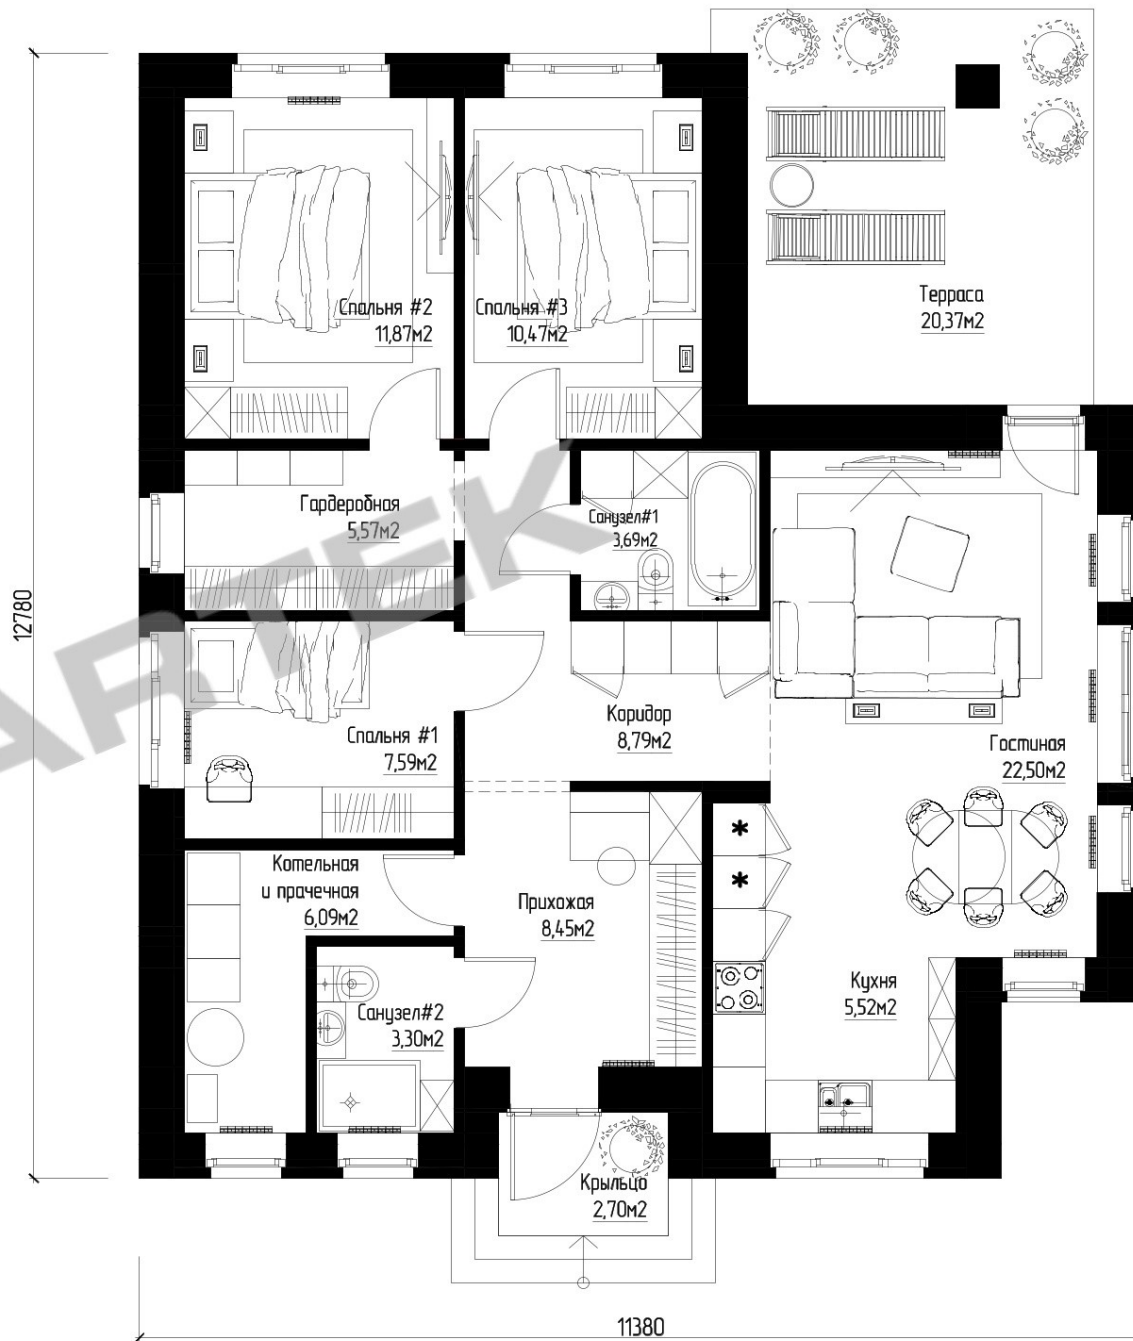 Спальня #2
11,87м2
Спальня #3
10,47м2
Терраса
20,37м2
Гардеробная
5,57м2
Санузел#1
3,69м2
ARTEK
12780
Спальня #1
7,59м2
Коридор
8,79м2
Гостиная
22,50м2
Котельная
и прачечная
6,09м2
Прихожая
8,45м2
Кухня
5,52м2
Санузел#2
3,30м2
Крыльцо
2,70м2
11380